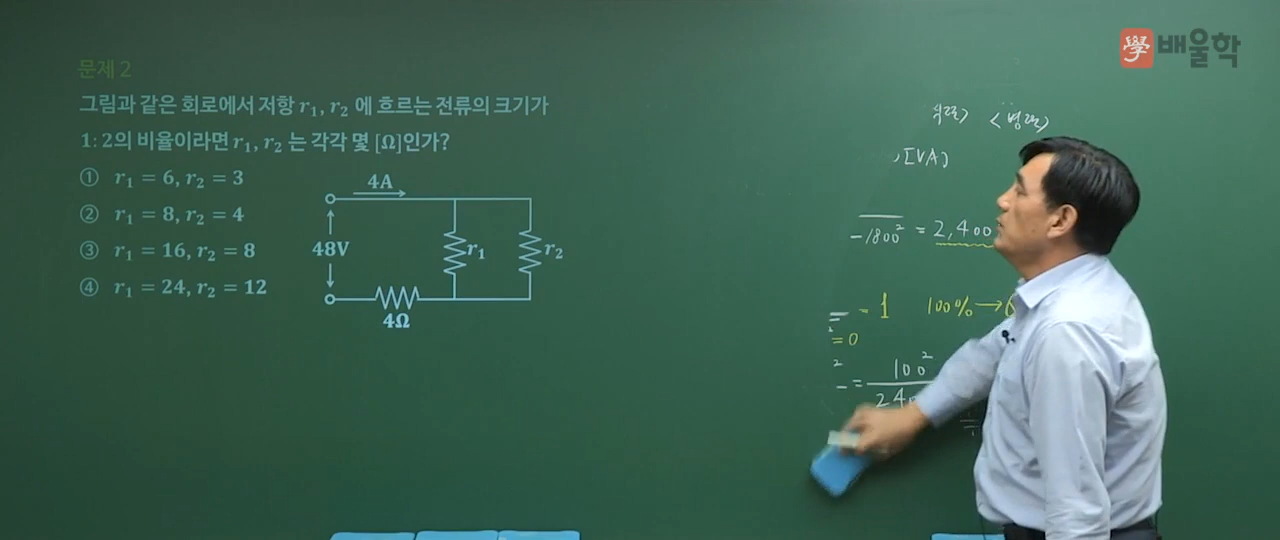 學 배울학
문제 2
그림과 같은 회로에서 저항 r₁, r₂ 에 흐르는 전류의 크기가
1: 2의 비율이라면 r₁, r₂ 는 각각 몇 [Ω]인가?
① r₁ = 6, r₂ = 3
② r₁ = 8, r₂ = 4
③ r₁ = 16, r₂ = 8
④ r₁ = 24, r₂ = 12
4A
48V
r₁
r₂
4Ω
<병렬>
, [VA]
-1800² = 2,400
= 1 100% →
= 0
= 100²